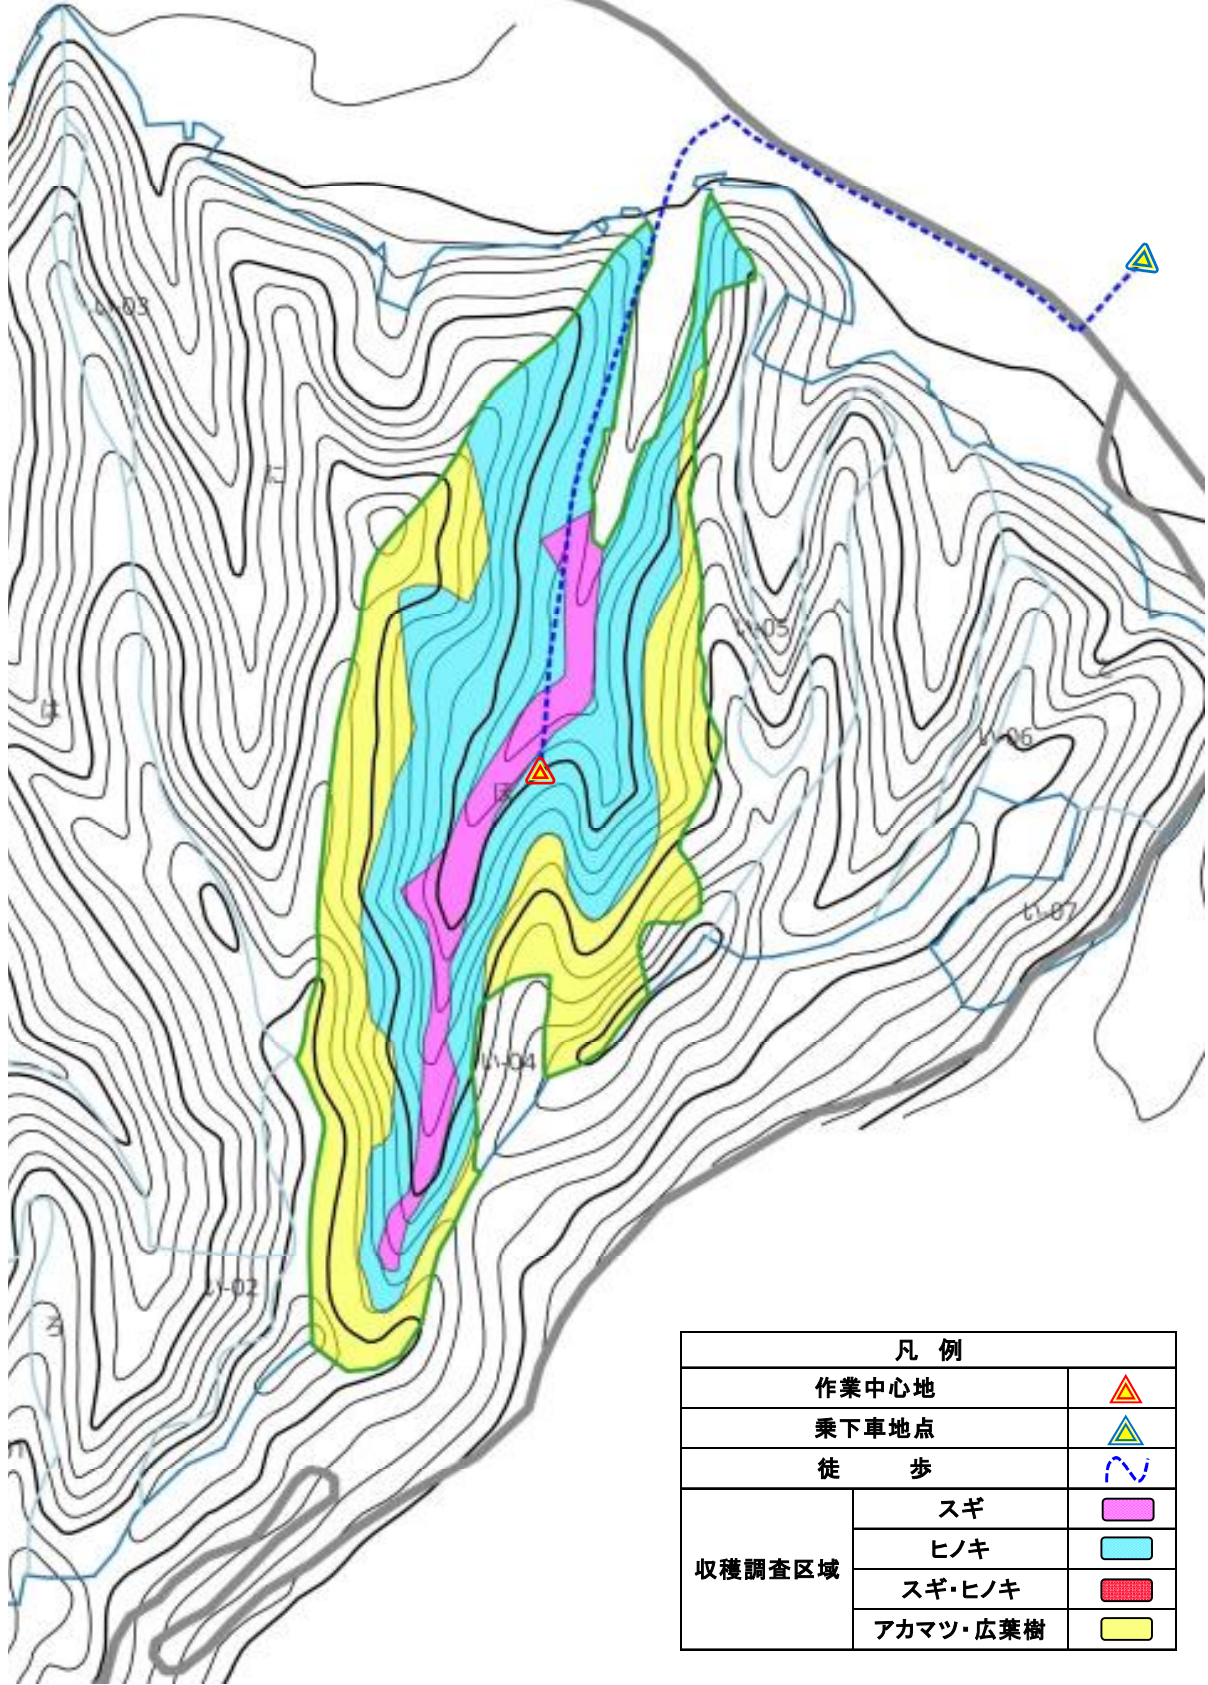 い-03
に
い-05
は
い-06
ほ
い-07
い-04
い-02
ろ
凡 例
作業中心地
乗下車地点
徒 歩
収穫調査区域
スギ
ヒノキ
スギ・ヒノキ
アカマツ・広葉樹